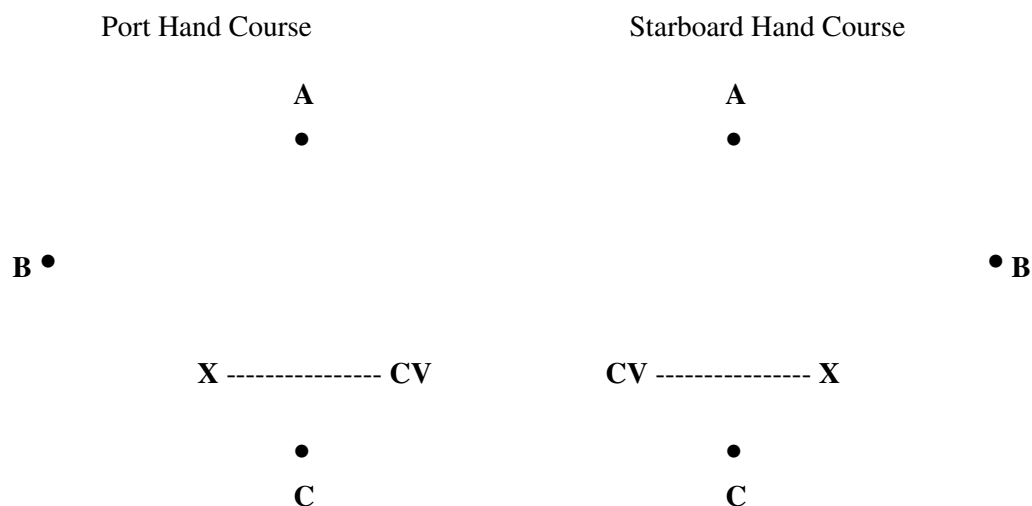 Port Hand Course Starboard Hand Course
A A
B B
X ---------------- CV CV ---------------- X
C C